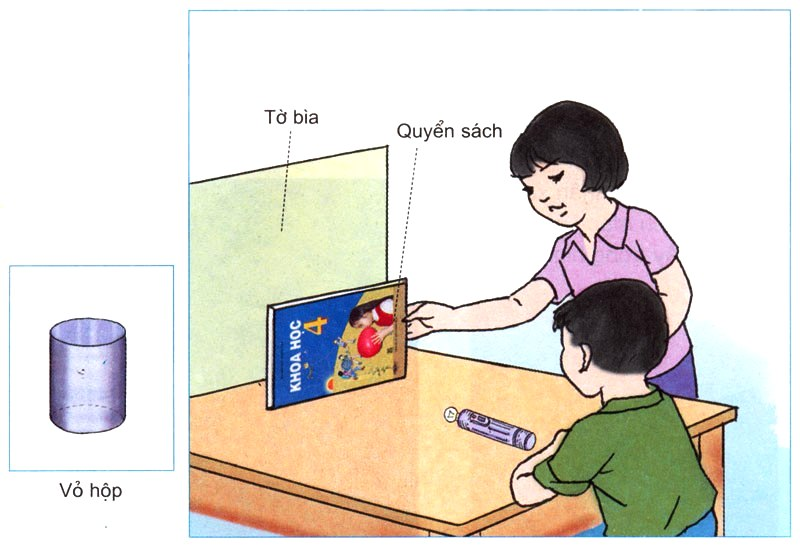 Tờ bìa
Quyển sách
KHOA HỌC
4
Vỏ hộp